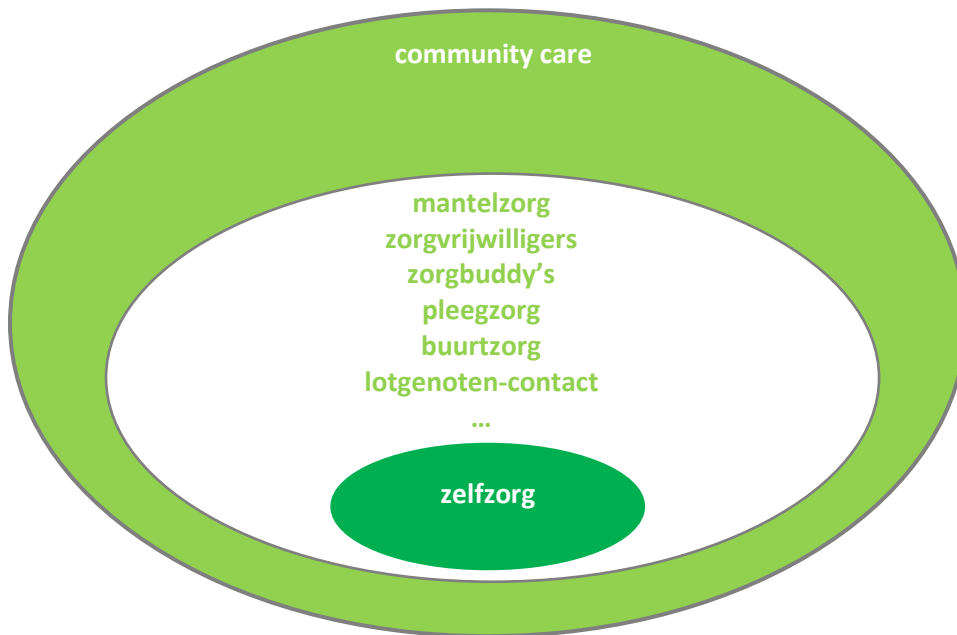 community care
mantelzorg
zorgvrijwilligers
zorgbuddy’s
pleegzorg
buurtzorg
lotgenoten-contact
…
zelfzorg